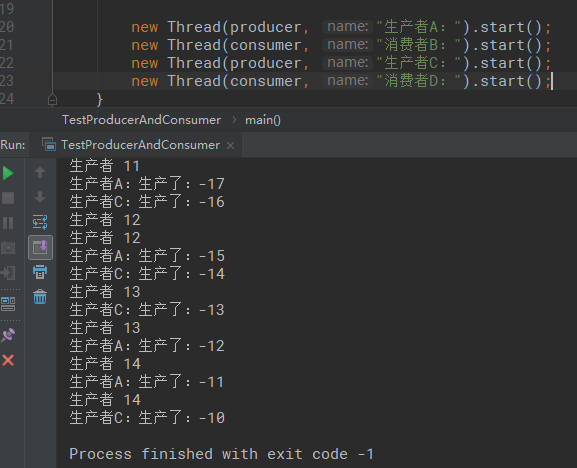 19
20 new Thread(producer, name: "生产者A：").start();
21 new Thread(consumer, name: "消费者B：").start();
22 new Thread(producer, name: "生产者C：").start();
23 new Thread(consumer, name: "消费者D：").start();
24 }
TestProducerAndConsumer › main()
Run: TestProducerAndConsumer ×
生产者 11
生产者A：生产了：-17
生产者C：生产了：-16
生产者 12
生产者 12
生产者A：生产了：-15
生产者C：生产了：-14
生产者 13
生产者C：生产了：-13
生产者 13
生产者A：生产了：-12
生产者 14
生产者A：生产了：-11
生产者 14
生产者C：生产了：-10
Process finished with exit code -1